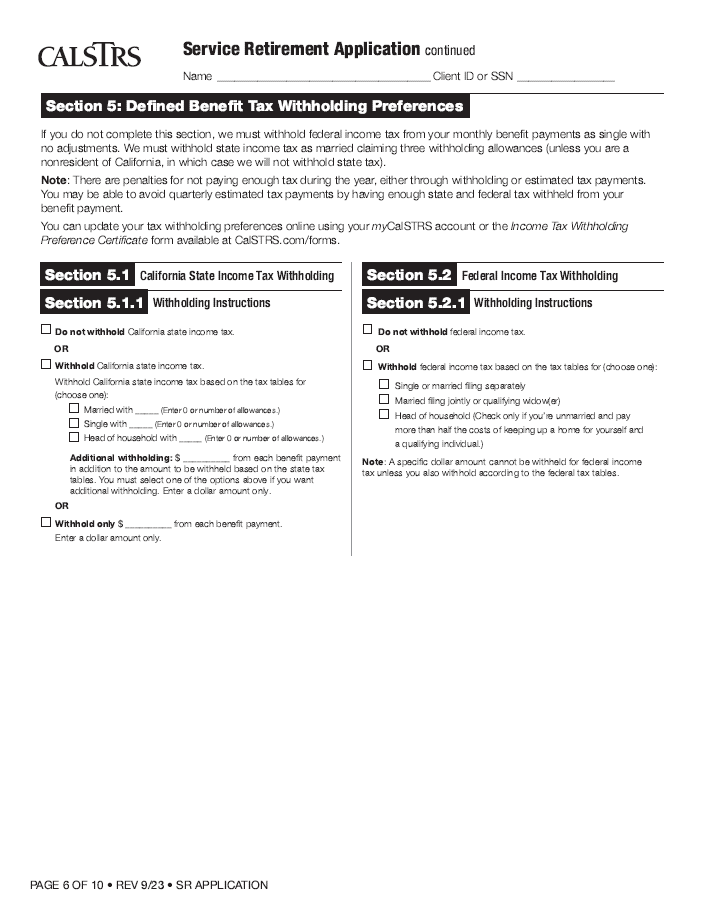 CALSTRS
Service Retirement Application continued
Name ___________________________________ Client ID or SSN ________________
Section 5: Defined Benefit Tax Withholding Preferences
If you do not complete this section, we must withhold federal income tax from your monthly benefit payments as single with
no adjustments. We must withhold state income tax as married claiming three withholding allowances (unless you are a
nonresident of California, in which case we will not withhold state tax).
Note: There are penalties for not paying enough tax during the year, either through withholding or estimated tax payments.
You may be able to avoid quarterly estimated tax payments by having enough state and federal tax withheld from your
benefit payment.
You can update your tax withholding preferences online using your myCalSTRS account or the Income Tax Withholding
Preference Certificate form available at CalSTRS.com/forms.
Section 5.1 California State Income Tax Withholding
Section 5.1.1 Withholding Instructions
Do not withhold California state income tax.
OR
Withhold California state income tax.
Withhold California state income tax based on the tax tables for
(choose one):
Married with _____ (Enter 0 or number of allowances.)
Single with _____ (Enter 0 or number of allowances.)
Head of household with _____ (Enter 0 or number of allowances.)
Additional withholding: $ __________ from each benefit payment
in addition to the amount to be withheld based on the state tax
tables. You must select one of the options above if you want
additional withholding. Enter a dollar amount only.
OR
Withhold only $ __________ from each benefit payment.
Enter a dollar amount only.
Section 5.2 Federal Income Tax Withholding
Section 5.2.1 Withholding Instructions
Do not withhold federal income tax.
OR
Withhold federal income tax based on the tax tables for (choose one):
Single or married filing separately
Married filing jointly or qualifying widow(er)
Head of household (Check only if you're unmarried and pay
more than half the costs of keeping up a home for yourself and
a qualifying individual.)
Note: A specific dollar amount cannot be withheld for federal income
tax unless you also withhold according to the federal tax tables.
PAGE 6 OF 10 • REV 9/23 • SR APPLICATION